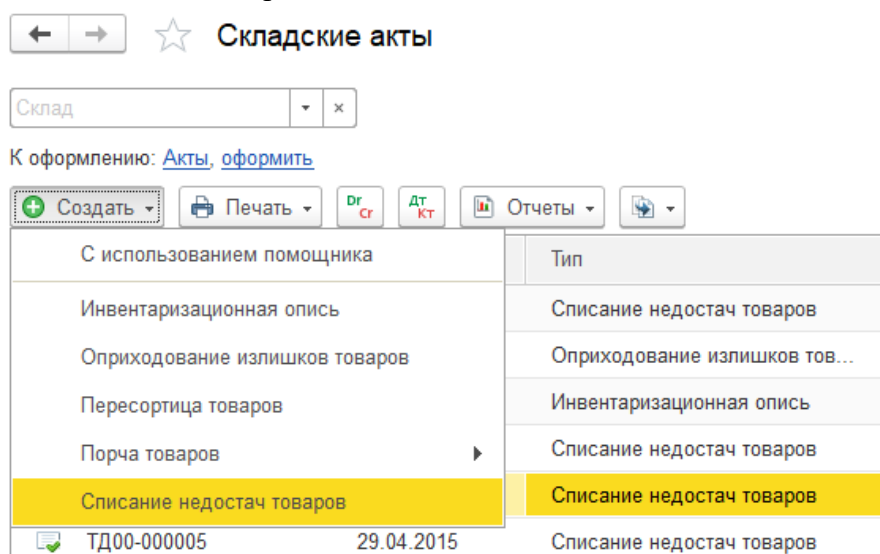 Складские акты
Склад
К оформлению: Акты, оформить
Создать Печать Dr Cr Дт Кт Отчеты
С использованием помощника Тип
Инвентаризационная опись Списание недостач товаров
Оприходование излишков товаров Оприходование излишков тов...
Пересортица товаров Инвентаризационная опись
Порча товаров Списание недостач товаров
Списание недостач товаров Списание недостач товаров
ТД00-000005 29.04.2015 Списание недостач товаров